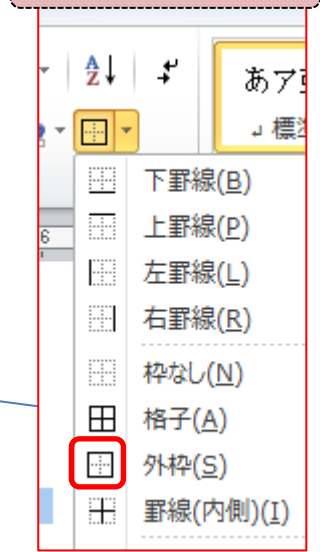 A
Z
あア
標
6
下罫線(B)
上罫線(P)
左罫線(L)
右罫線(R)
枠なし(N)
格子(A)
外枠(S)
罫線(内側)(I)